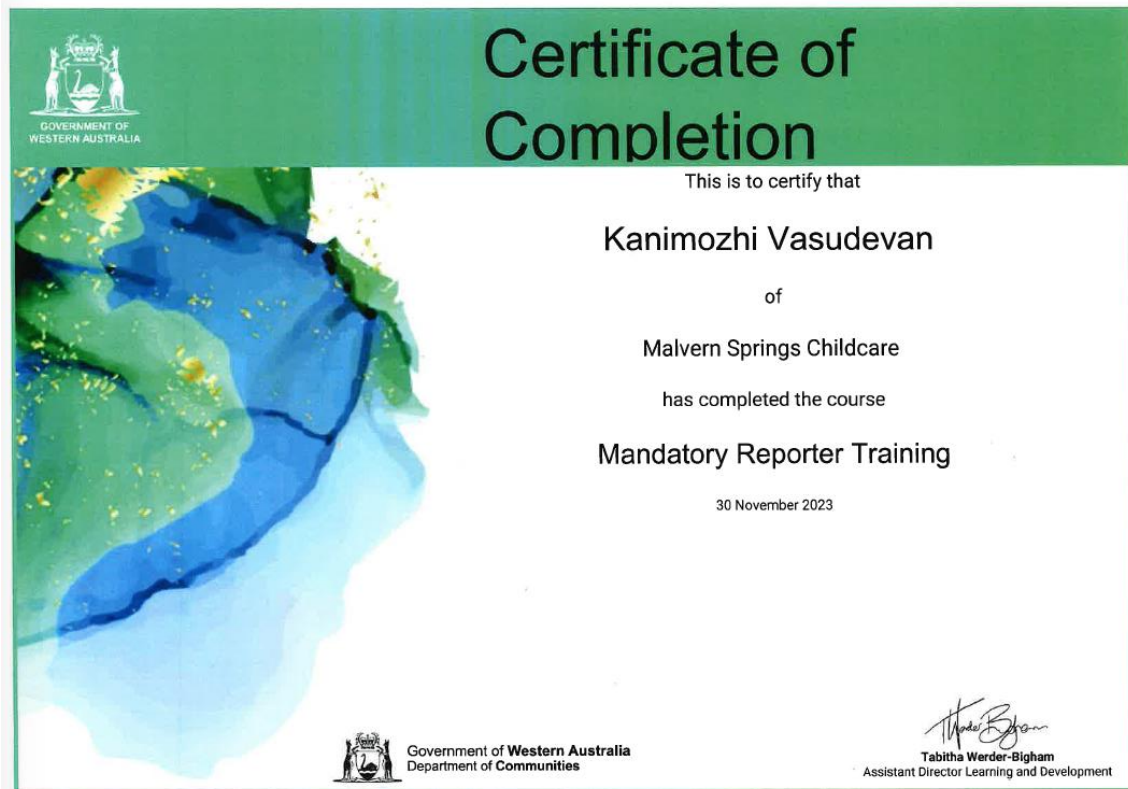 GOVERNMENT OF
WESTERN AUSTRALIA
Certificate of
Completion
This is to certify that
Kanimozhi Vasudevan
of
Malvern Springs Childcare
has completed the course
Mandatory Reporter Training
30 November 2023
Government of Western Australia
Department of Communities
Tabitha Werder-Bigham
Assistant Director Learning and Development